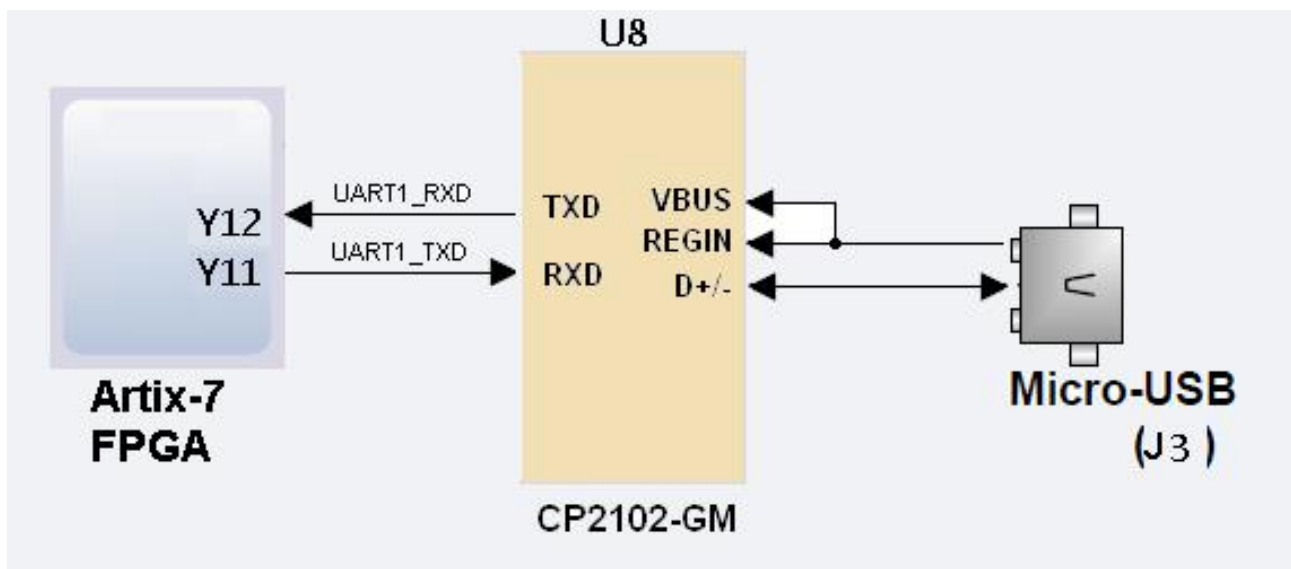 U8
UART1_RXD
TXD
VBUS
Y12
REGIN
UART1_TXD
Y11
RXD
D+/-
Artix-7
FPGA
Micro-USB
(J3)
CP2102-GM